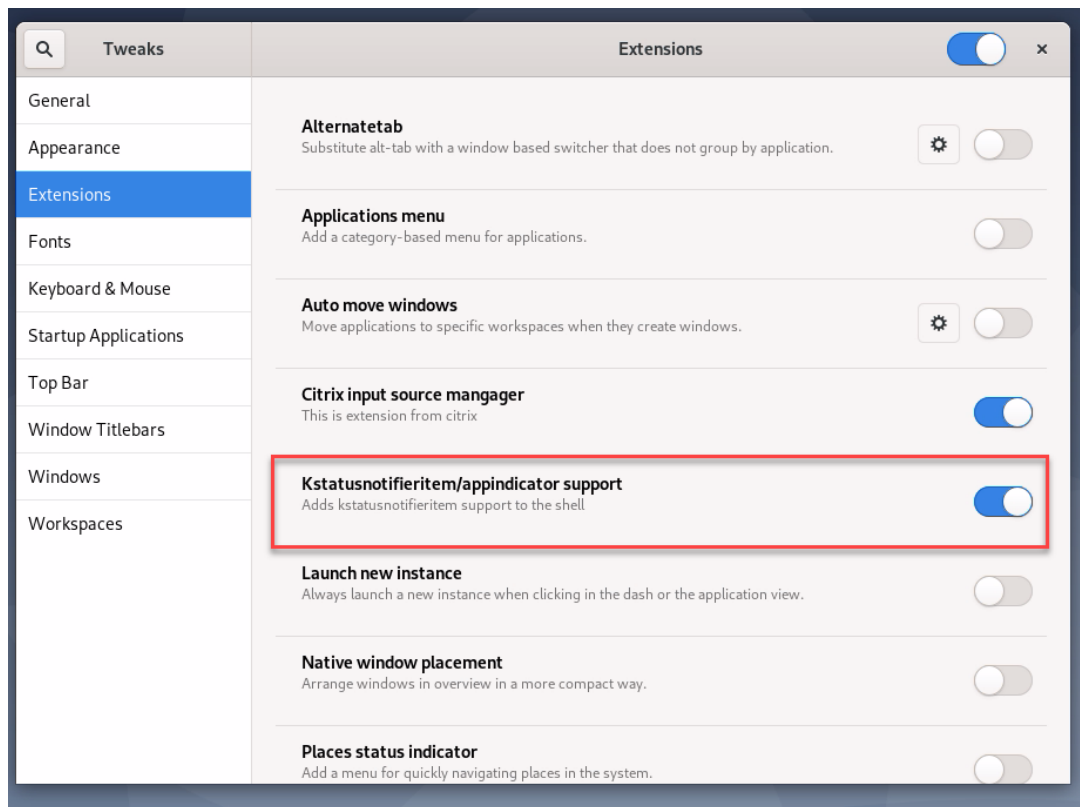 Tweaks
Extensions
General
Appearance
Extensions
Fonts
Keyboard & Mouse
Startup Applications
Top Bar
Window Titlebars
Windows
Workspaces
Alternatetab
Substitute alt-tab with a window based switcher that does not group by application.
Applications menu
Add a category-based menu for applications.
Auto move windows
Move applications to specific workspaces when they create windows.
Citrix input source mangager
This is extension from citrix
Kstatusnotifieritem/appindicator support
Adds kstatusnotifieritem support to the shell
Launch new instance
Always launch a new instance when clicking in the dash or the application view.
Native window placement
Arrange windows in overview in a more compact way.
Places status indicator
Add a menu for quickly navigating places in the system.